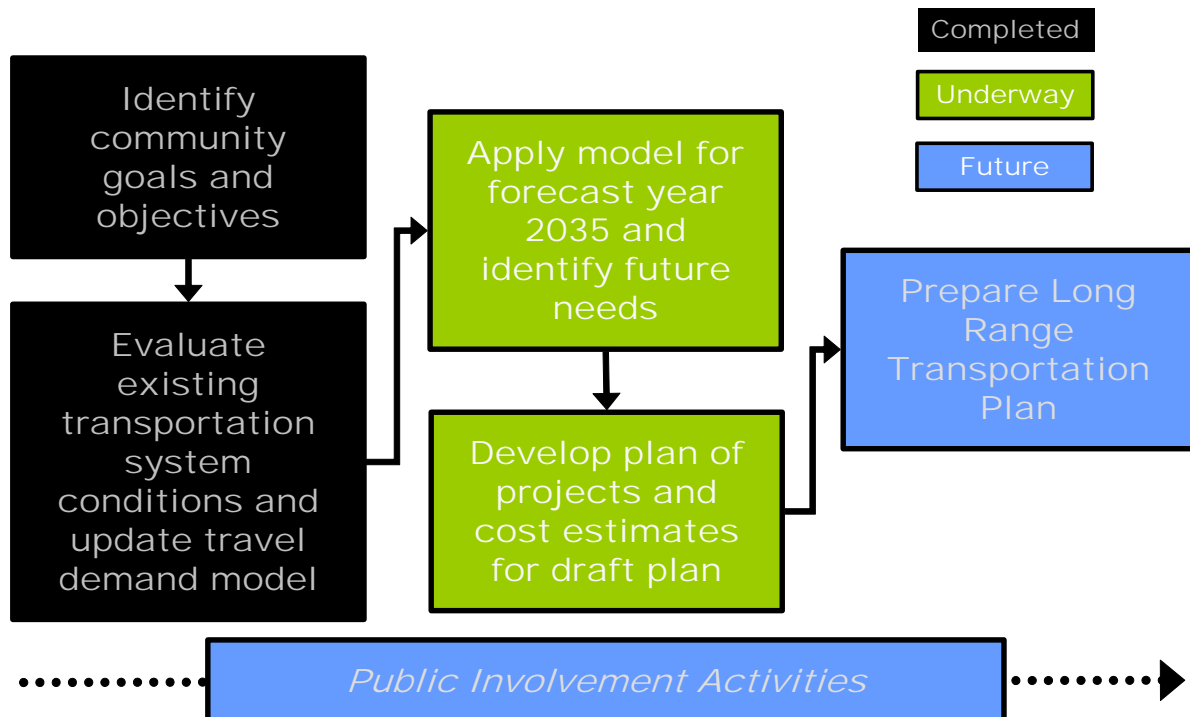 Completed
Underway
Future
Identify
community
goals and
objectives
Evaluate
existing
transportation
system
conditions and
update travel
demand model
Apply model for
forecast year
2035 and
identify future
needs
Develop plan of
projects and
cost estimates
for draft plan
Prepare Long
Range
Transportation
Plan
Public Involvement Activities